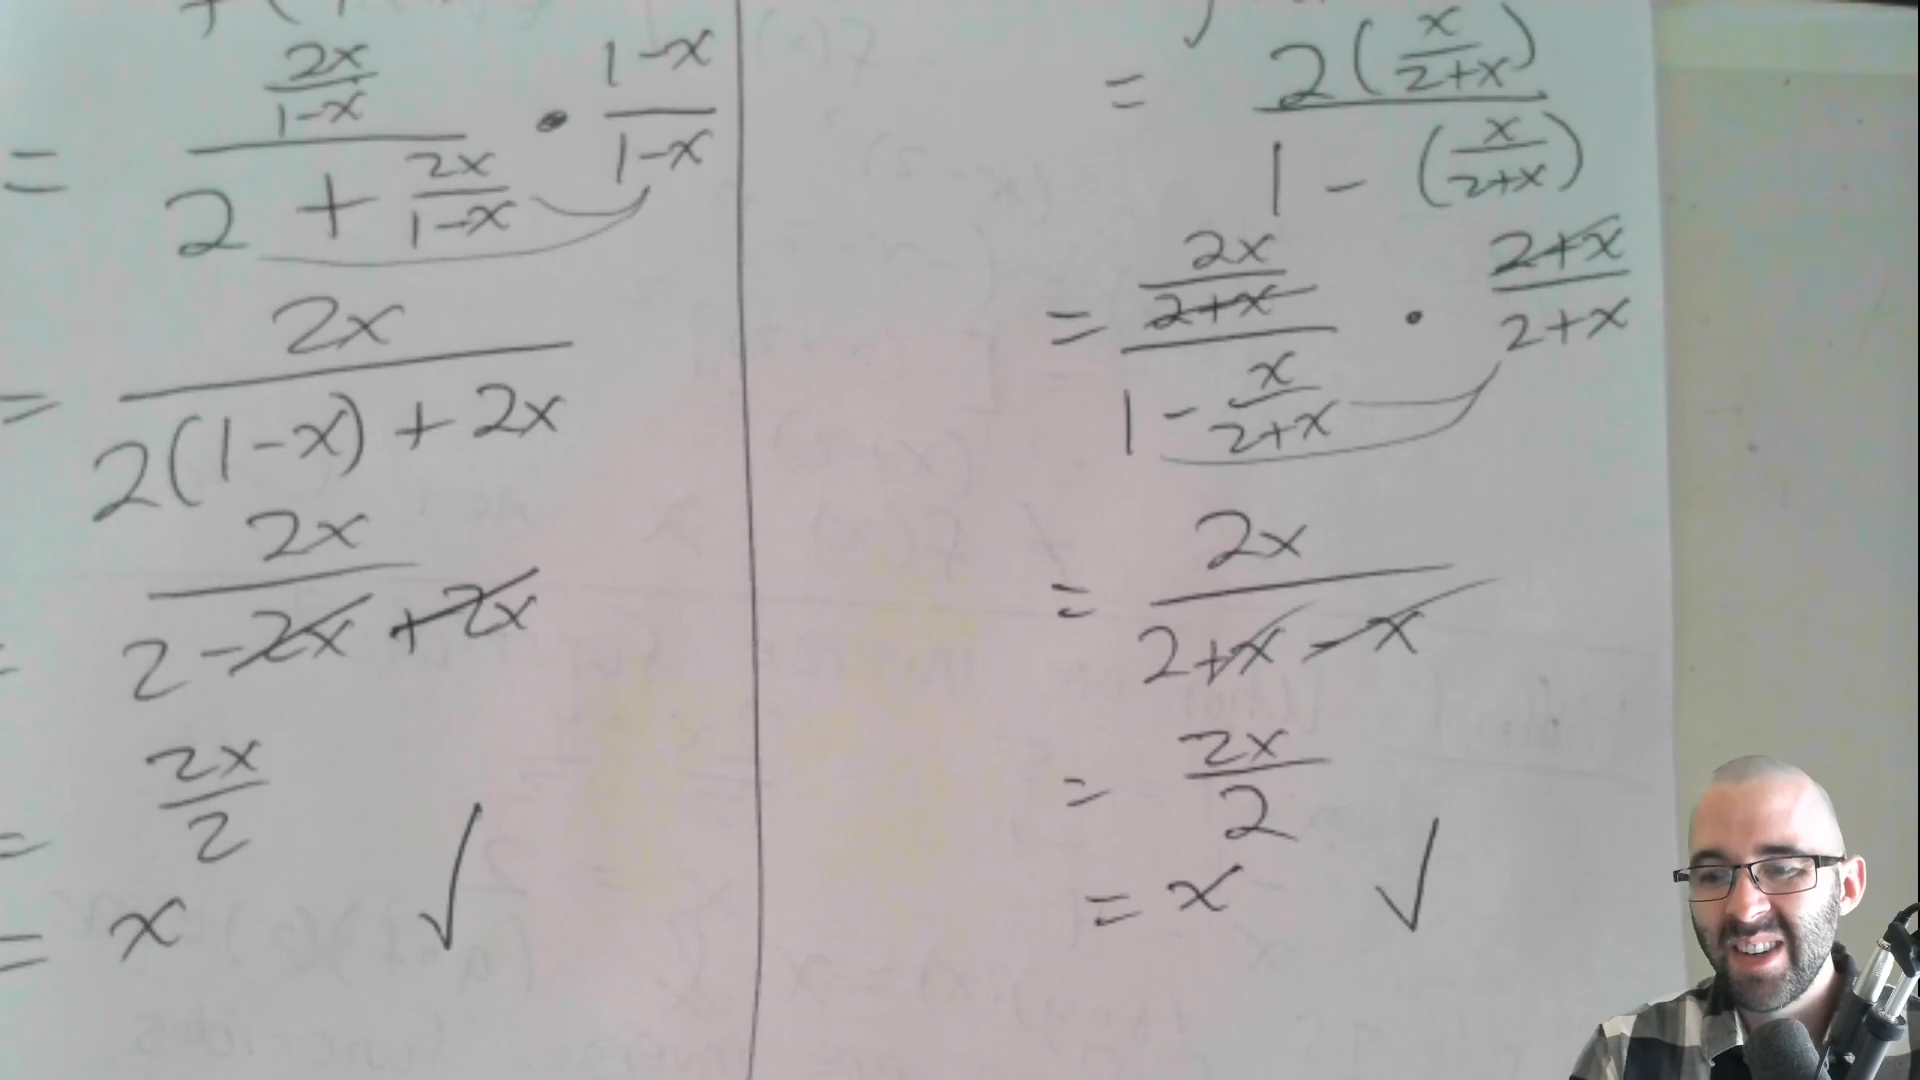 = (2x/(1-x))/(2 + 2x/(1-x)) · (1-x)/(1-x)
= 2x/(2(1-x) + 2x)
= 2x/(2-2x+2x)
= 2x/2
= x ✓
= 2(x/(2+x))/(1 - (x/(2+x)))
= (2x/(2+x))/(1 - x/(2+x)) · (2+x)/(2+x)
= 2x/(2+x-x)
= 2x/2
= x ✓